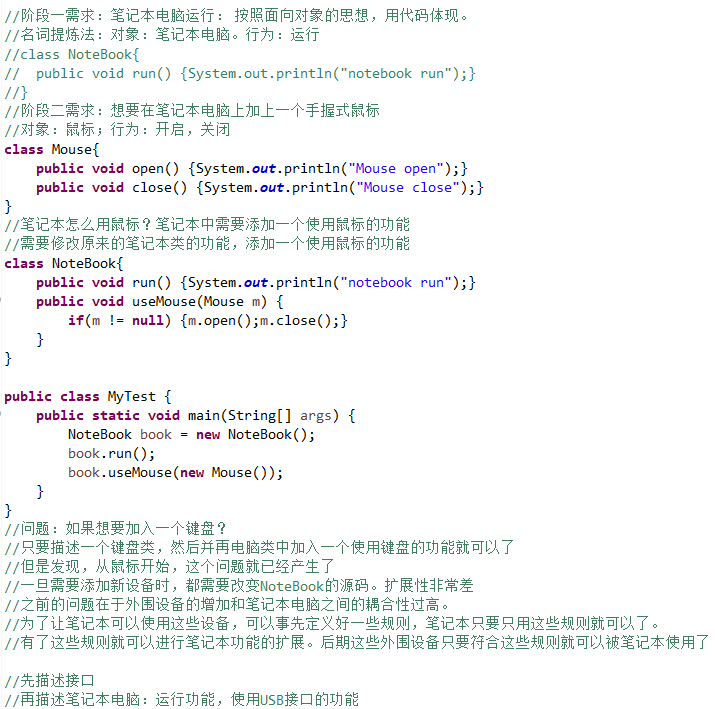 //阶段一需求：笔记本电脑运行： 按照面向对象的思想，用代码体现。
//名词提炼法：对象：笔记本电脑。行为：运行
//class NoteBook{
//  public void run() {System.out.println("notebook run");}
//}
//阶段二需求：想要在笔记本电脑上加上一个手握式鼠标
//对象：鼠标；行为：开启，关闭
class Mouse{
    public void open() {System.out.println("Mouse open");}
    public void close() {System.out.println("Mouse close");}
}
//笔记本怎么用鼠标？笔记本中需要添加一个使用鼠标的功能
//需要修改原来的笔记本类的功能，添加一个使用鼠标的功能
class NoteBook{
    public void run() {System.out.println("notebook run");}
    public void useMouse(Mouse m) {
        if(m != null) {m.open();m.close();}
    }
}
public class MyTest {
    public static void main(String[] args) {
        NoteBook book = new NoteBook();
        book.run();
        book.useMouse(new Mouse());
    }
}
//问题：如果想要加入一个键盘？
//只要描述一个键盘类，然后并再电脑类中加入一个使用键盘的功能就可以了
//但是发现，从鼠标开始，这个问题就已经产生了
//一旦需要添加新设备时，都需要改变NoteBook的源码。扩展性非常差
//之前的问题在于外围设备的增加和笔记本电脑之间的耦合性过高。
//为了让笔记本可以使用这些设备，可以事先定义好一些规则，笔记本只要只用这些规则就可以了。
//有了这些规则就可以进行笔记本功能的扩展。后期这些外围设备只要符合这些规则就可以被笔记本使用了
//先描述接口
//再描述笔记本电脑：运行功能，使用USB接口的功能